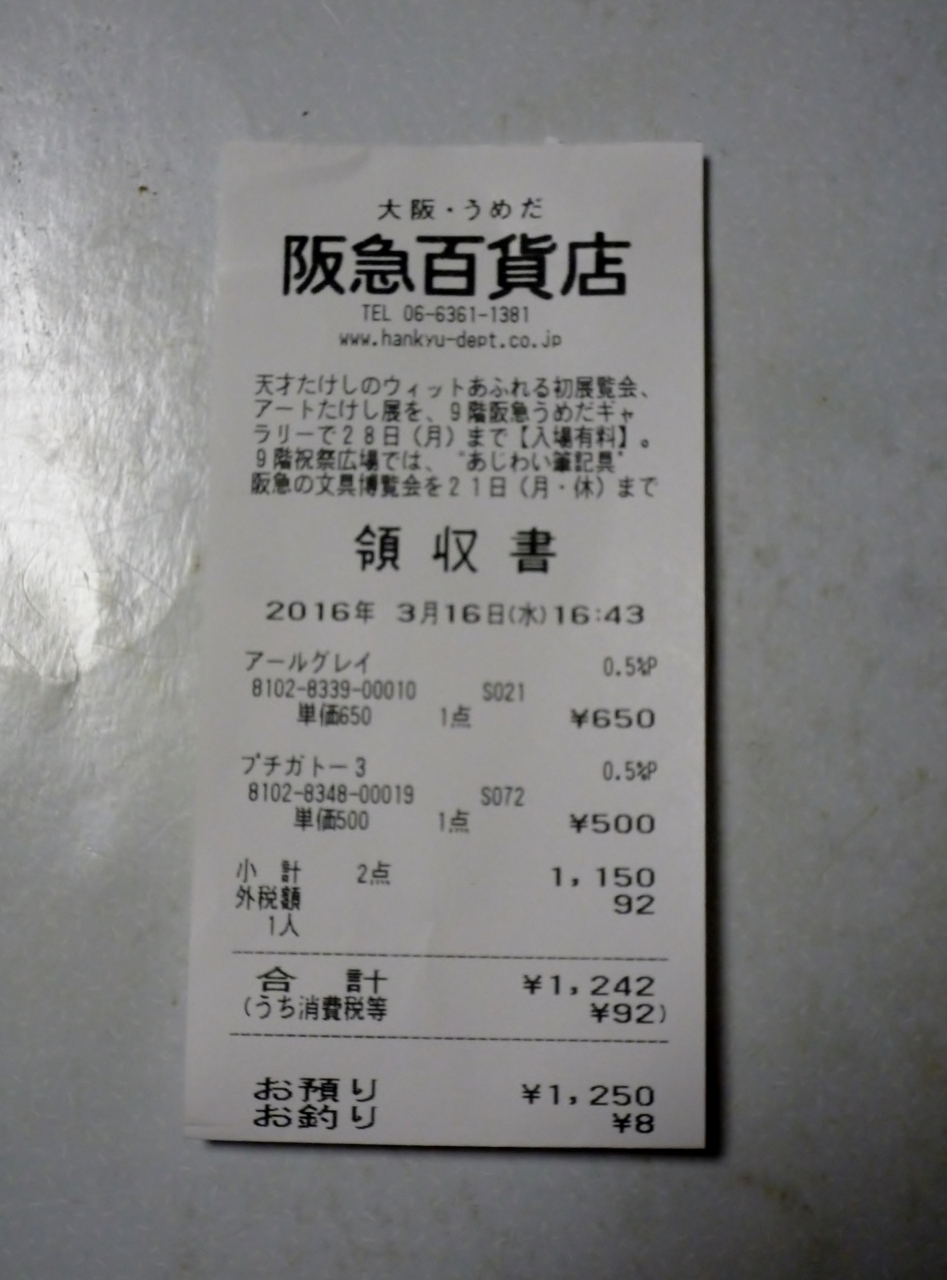 大阪・うめだ
阪急百貨店
TEL 06-6361-1381
www.hankyu-dept.co.jp
天才たけしのウィットあふれる初展覧会、
アートたけし展を、9階阪急うめだギャ
ラリーで28日（月）まで【入場有料】。
9階祝祭広場では、“あじわい筆記具”
阪急の文具博覧会を21日（月・休）まで
領収書
2016年 3月16日(水)16:43
アールグレイ 0.5%P
8102-8339-00010 S021
単価650 1点 ¥650
プチガトー3 0.5%P
8102-8348-00019 S072
単価500 1点 ¥500
小 計 2点 1,150
外税額 92
1人
合 計 ¥1,242
(うち消費税等 ¥92)
お預り ¥1,250
お釣り ¥8